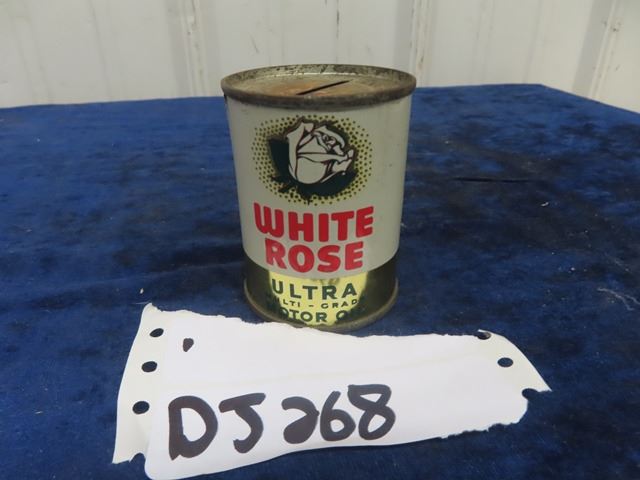 WHITE
ROSE
ULTRA
MULTI - GRADE
MOTOR OIL
DJ268